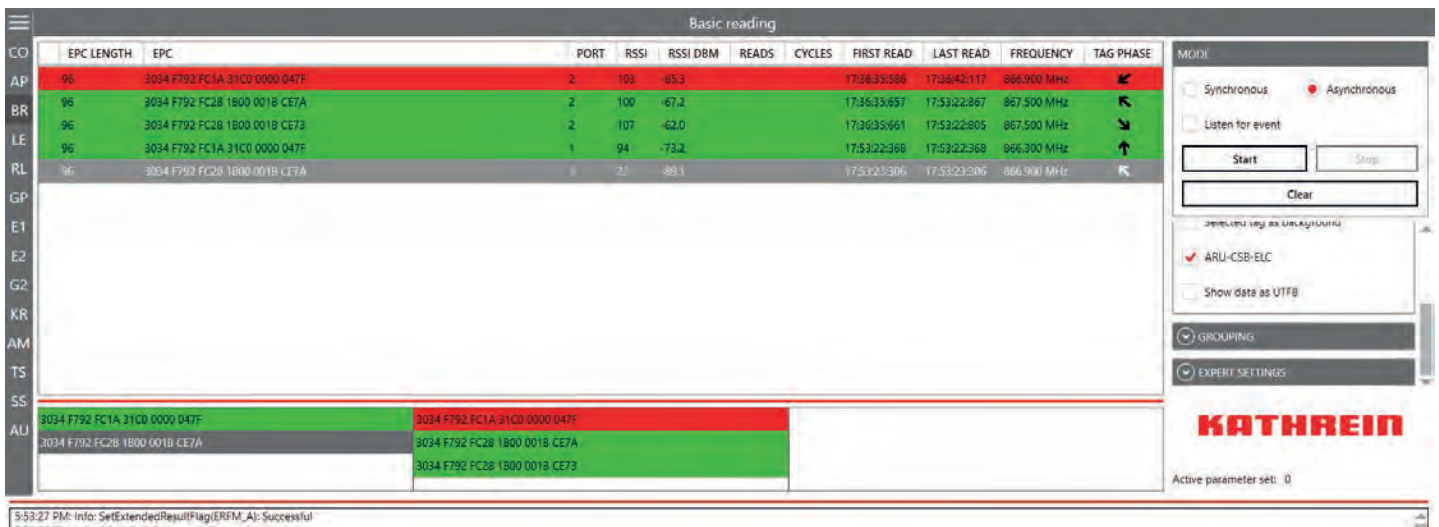 Basic reading
CO
AP
BR
LE
RL
GP
E1
E2
G2
KR
AM
TS
SS
AU
EPC LENGTH EPC PORT RSSI RSSI DBM READS CYCLES FIRST READ LAST READ FREQUENCY TAG PHASE
96 3034 F792 FC1A 31C0 0000 047F 2 103 -65.3 17:36:35:586 17:36:42:117 866.900 MHz
96 3034 F792 FC28 1B00 001B CE7A 2 100 -67.2 17:36:35:657 17:53:22:867 867.500 MHz
96 3034 F792 FC28 1B00 001B CE73 2 107 -62.0 17:36:35:661 17:53:22:805 867.500 MHz
96 3034 F792 FC1A 31C0 0000 047F 1 94 -73.2 17:53:22:368 17:53:22:368 866.300 MHz
96 3034 F792 FC28 1B00 001B CE7A -89.1 17:53:23:306 17:53:23:306 866.900 MHz
MODE
Synchronous Asynchronous
Listen for event
Start Stop
Clear
Selected tag as background
ARU-CSB-ELC
Show data as UTF8
GROUPING
EXPERT SETTINGS
3034 F792 FC1A 31C0 0000 047F 3034 F792 FC1A 31C0 0000 047F
3034 F792 FC28 1B00 001B CE7A 3034 F792 FC28 1B00 001B CE7A
3034 F792 FC28 1B00 001B CE73
KATHREIN
Active parameter set: 0
5:53:27 PM: Info: SetExtendedResultFlag(ERFM_A): Successful